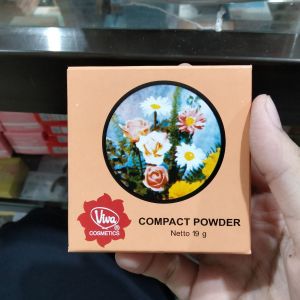 Viva®
COSMETICS
COMPACT POWDER
Netto 19 g